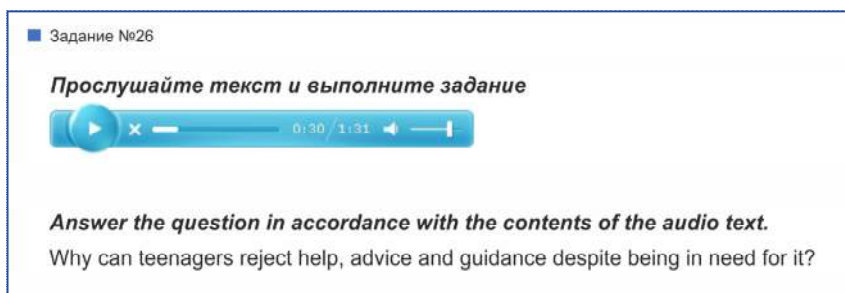 Задание №26
Прослушайте текст и выполните задание
0:30/1:31
Answer the question in accordance with the contents of the audio text.
Why can teenagers reject help, advice and guidance despite being in need for it?